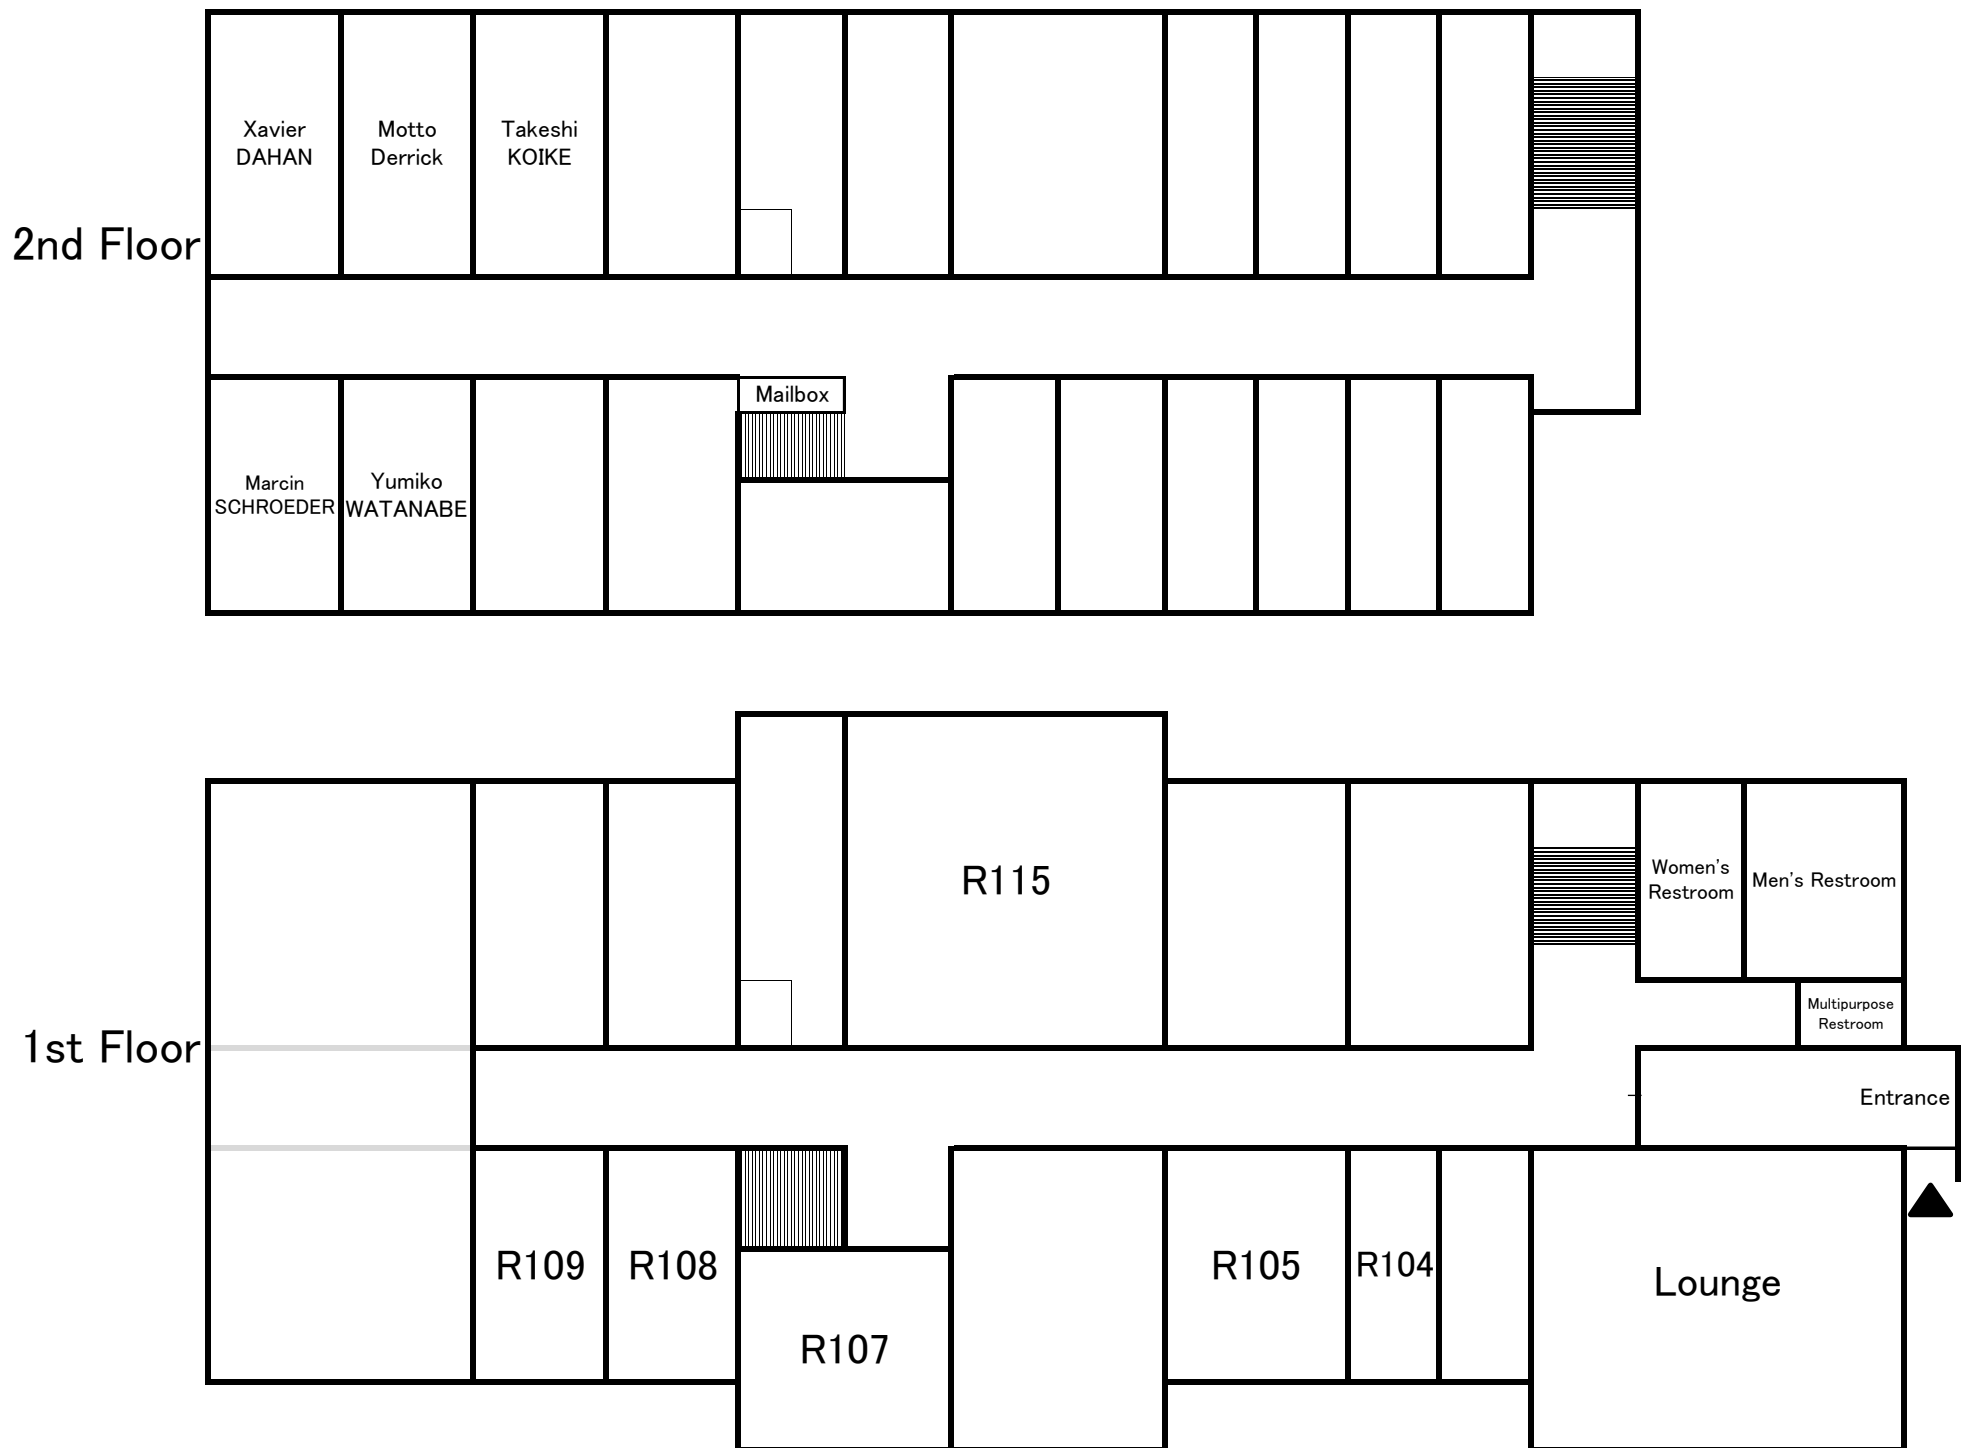 Xavier
DAHAN
Motto
Derrick
Takeshi
KOIKE
2nd Floor
Mailbox
Marcin
SCHROEDER
Yumiko
WATANABE
R115
Women's
Restroom
Men's Restroom
Multipurpose
Restroom
1st Floor
Entrance
R109
R108
R107
R105
R104
Lounge